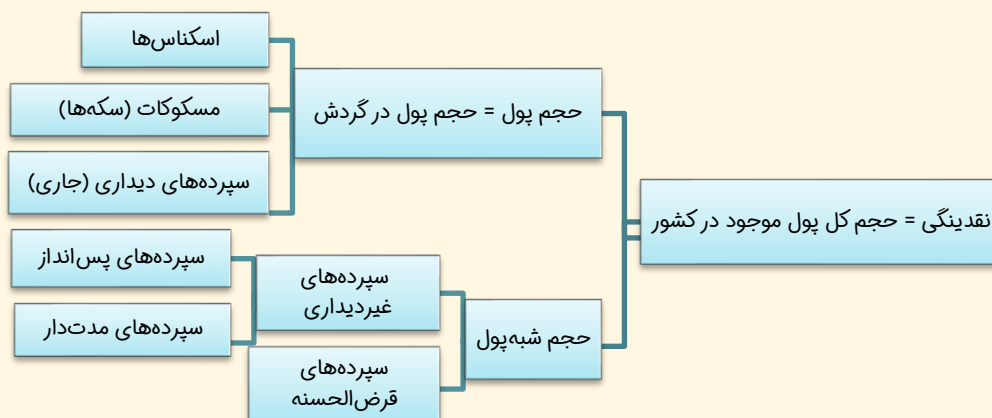 نقدینگی = حجم کل پول موجود در کشور
حجم پول = حجم پول در گردش
اسکناس‌ها
مسکوکات (سکه‌ها)
سپرده‌های دیداری (جاری)
حجم شبه‌پول
سپرده‌های
غیردیداری
سپرده‌های پس‌انداز
سپرده‌های مدت‌دار
سپرده‌های
قرض‌الحسنه